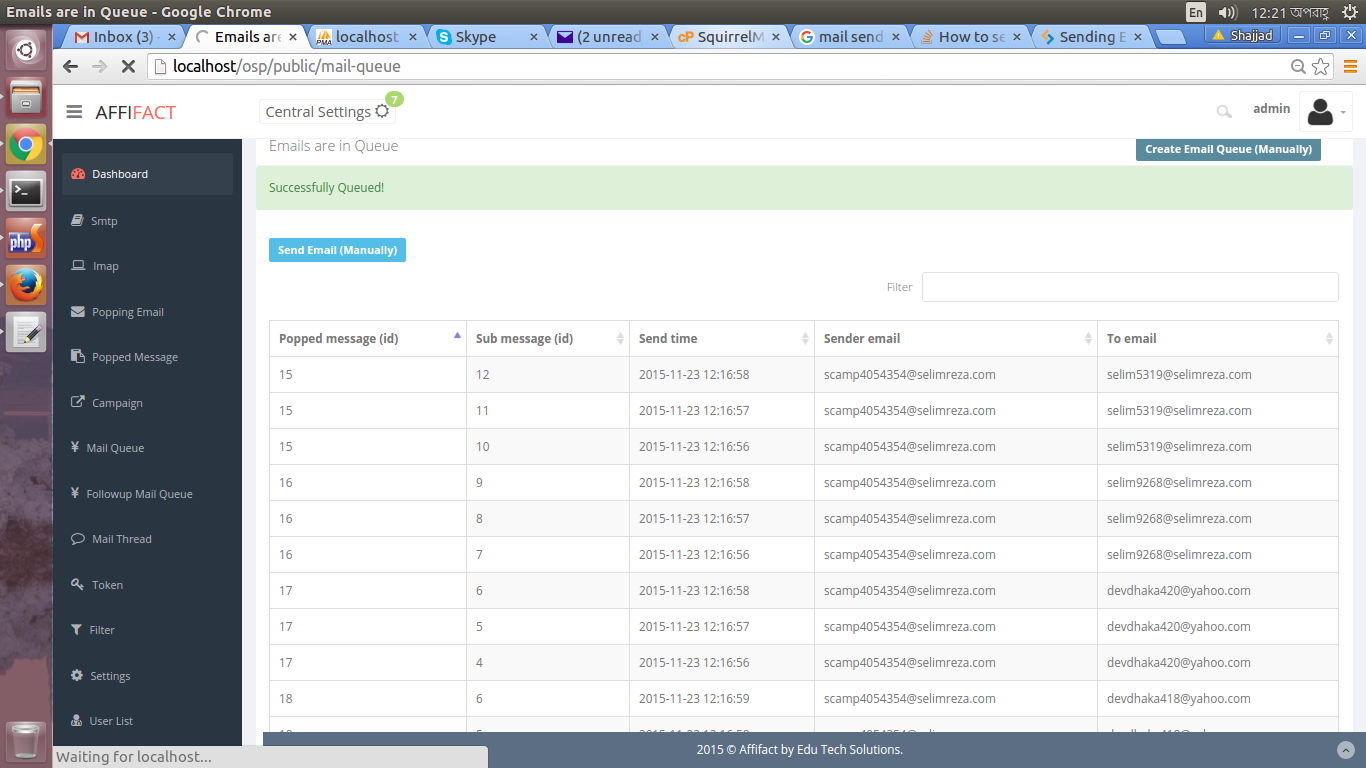 Emails are in Queue - Google Chrome
En
12:21 অপরাহ্ণ
Inbox (3) -
Emails are
localhost
Skype
(2 unread
SquirrelM
mail send
How to se
Sending E
Shajjad
localhost/osp/public/mail-queue
AFFIFACT
Central Settings
7
admin
Emails are in Queue
Create Email Queue (Manually)
Dashboard
Smtp
Imap
Popping Email
Popped Message
Campaign
Mail Queue
Followup Mail Queue
Mail Thread
Token
Filter
Settings
User List
Successfully Queued!
Send Email (Manually)
Filter
Popped message (id) Sub message (id) Send time Sender email To email
15 12 2015-11-23 12:16:58 scamp4054354@selimreza.com selim5319@selimreza.com
15 11 2015-11-23 12:16:57 scamp4054354@selimreza.com selim5319@selimreza.com
15 10 2015-11-23 12:16:56 scamp4054354@selimreza.com selim5319@selimreza.com
16 9 2015-11-23 12:16:58 scamp4054354@selimreza.com selim9268@selimreza.com
16 8 2015-11-23 12:16:57 scamp4054354@selimreza.com selim9268@selimreza.com
16 7 2015-11-23 12:16:56 scamp4054354@selimreza.com selim9268@selimreza.com
17 6 2015-11-23 12:16:58 scamp4054354@selimreza.com devdhaka420@yahoo.com
17 5 2015-11-23 12:16:57 scamp4054354@selimreza.com devdhaka420@yahoo.com
17 4 2015-11-23 12:16:56 scamp4054354@selimreza.com devdhaka420@yahoo.com
18 6 2015-11-23 12:16:59 scamp4054354@selimreza.com devdhaka418@yahoo.com
2015 © Affifact by Edu Tech Solutions.
Waiting for localhost...